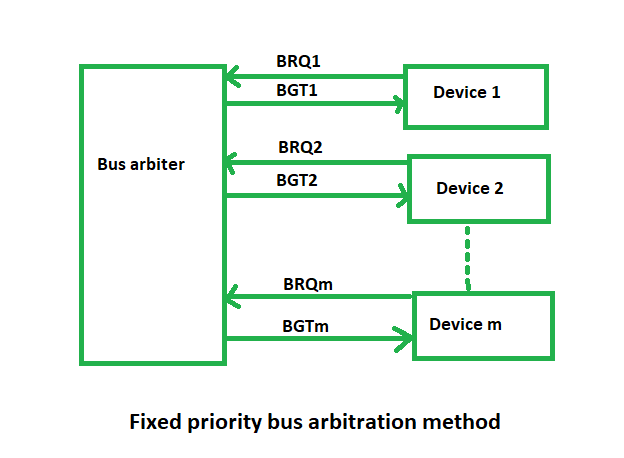 BRQ1
BGT1
Device 1
Bus arbiter
BRQ2
BGT2
Device 2
BRQm
BGTm
Device m
Fixed priority bus arbitration method